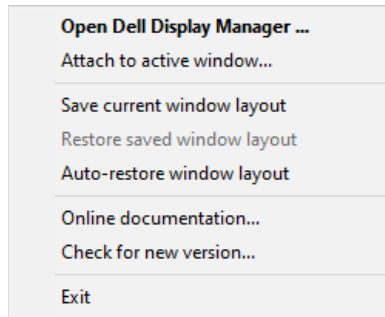 Open Dell Display Manager ...
Attach to active window...
Save current window layout
Restore saved window layout
Auto-restore window layout
Online documentation...
Check for new version...
Exit